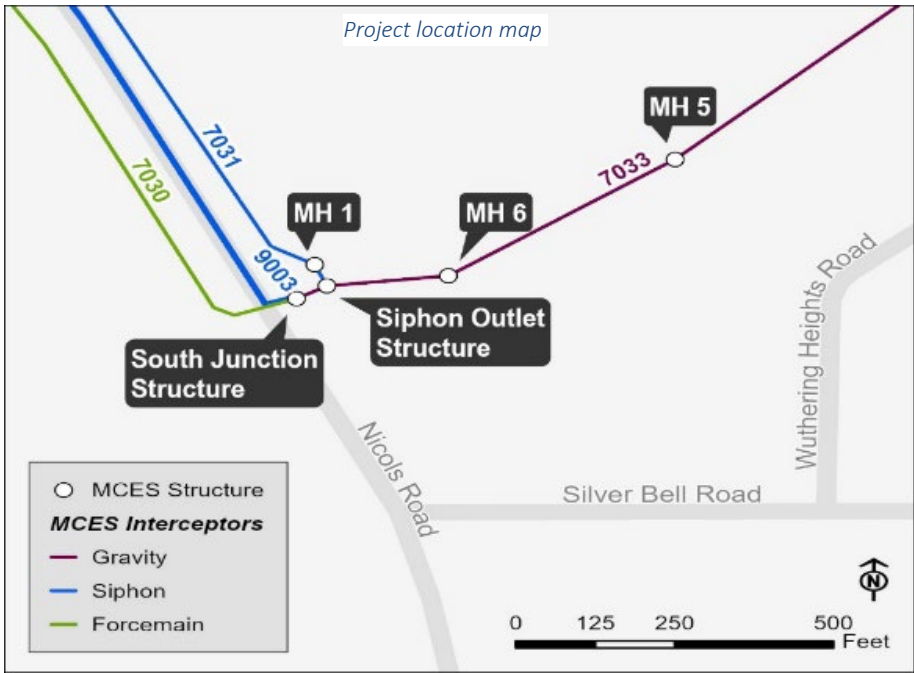 Project location map
MH 5
7033
7031
7030
MH 1
MH 6
9003
Siphon Outlet
Structure
South Junction
Structure
Wuthering Heights Road
Nicols Road
Silver Bell Road
MCES Structure
MCES Interceptors
Gravity
Siphon
Forcemain
N
0 125 250 500
Feet